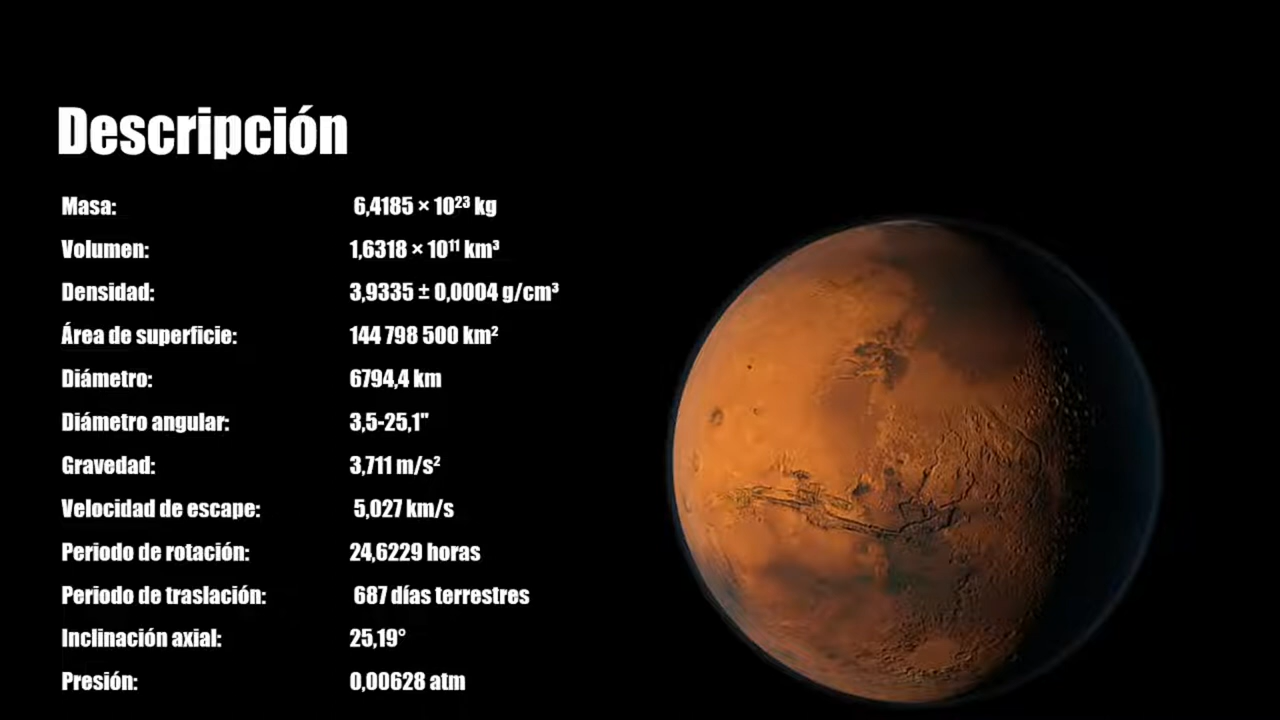 Descripción
Masa: 6,4185 × 10²³ kg
Volumen: 1,6318 × 10¹¹ km³
Densidad: 3,9335 ± 0,0004 g/cm³
Área de superficie: 144 798 500 km²
Diámetro: 6794,4 km
Diámetro angular: 3,5-25,1"
Gravedad: 3,711 m/s²
Velocidad de escape: 5,027 km/s
Periodo de rotación: 24,6229 horas
Periodo de traslación: 687 días terrestres
Inclinación axial: 25,19°
Presión: 0,00628 atm